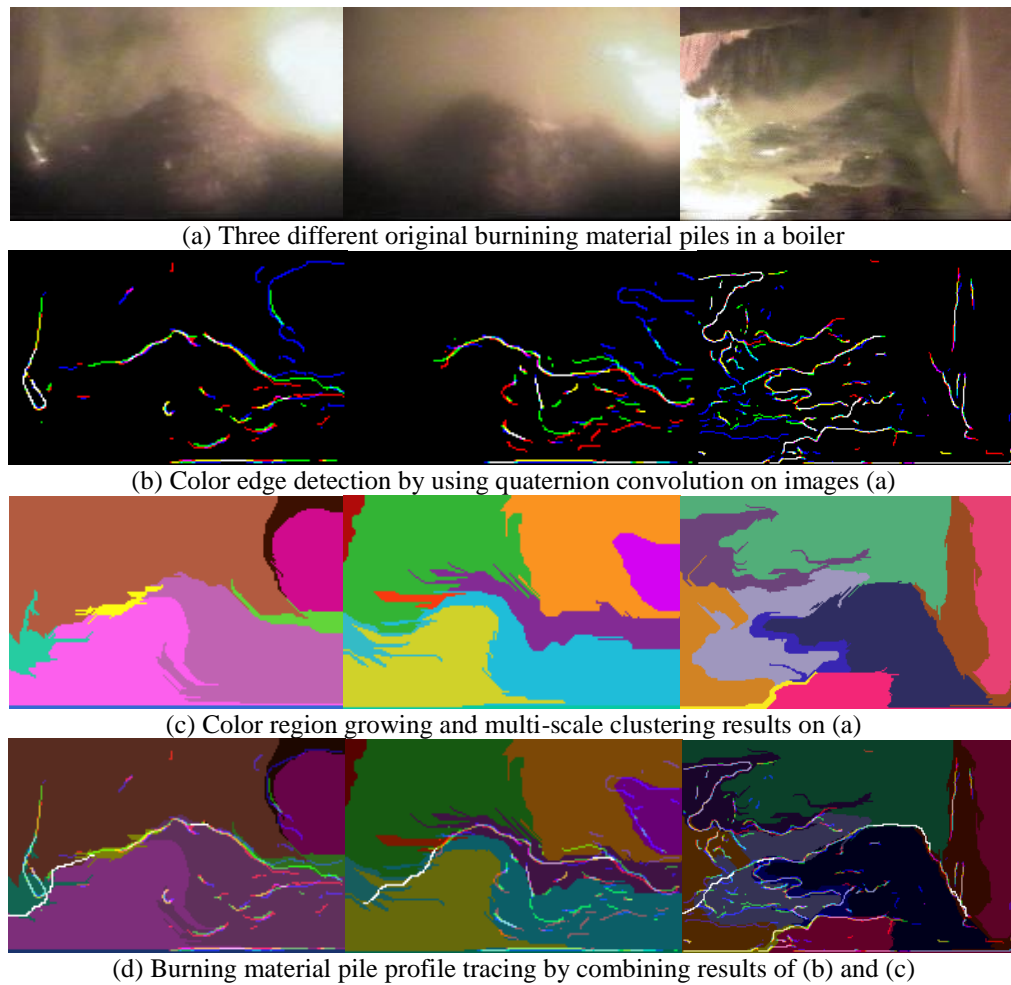 (a) Three different original burnining material piles in a boiler
(b) Color edge detection by using quaternion convolution on images (a)
(c) Color region growing and multi-scale clustering results on (a)
(d) Burning material pile profile tracing by combining results of (b) and (c)